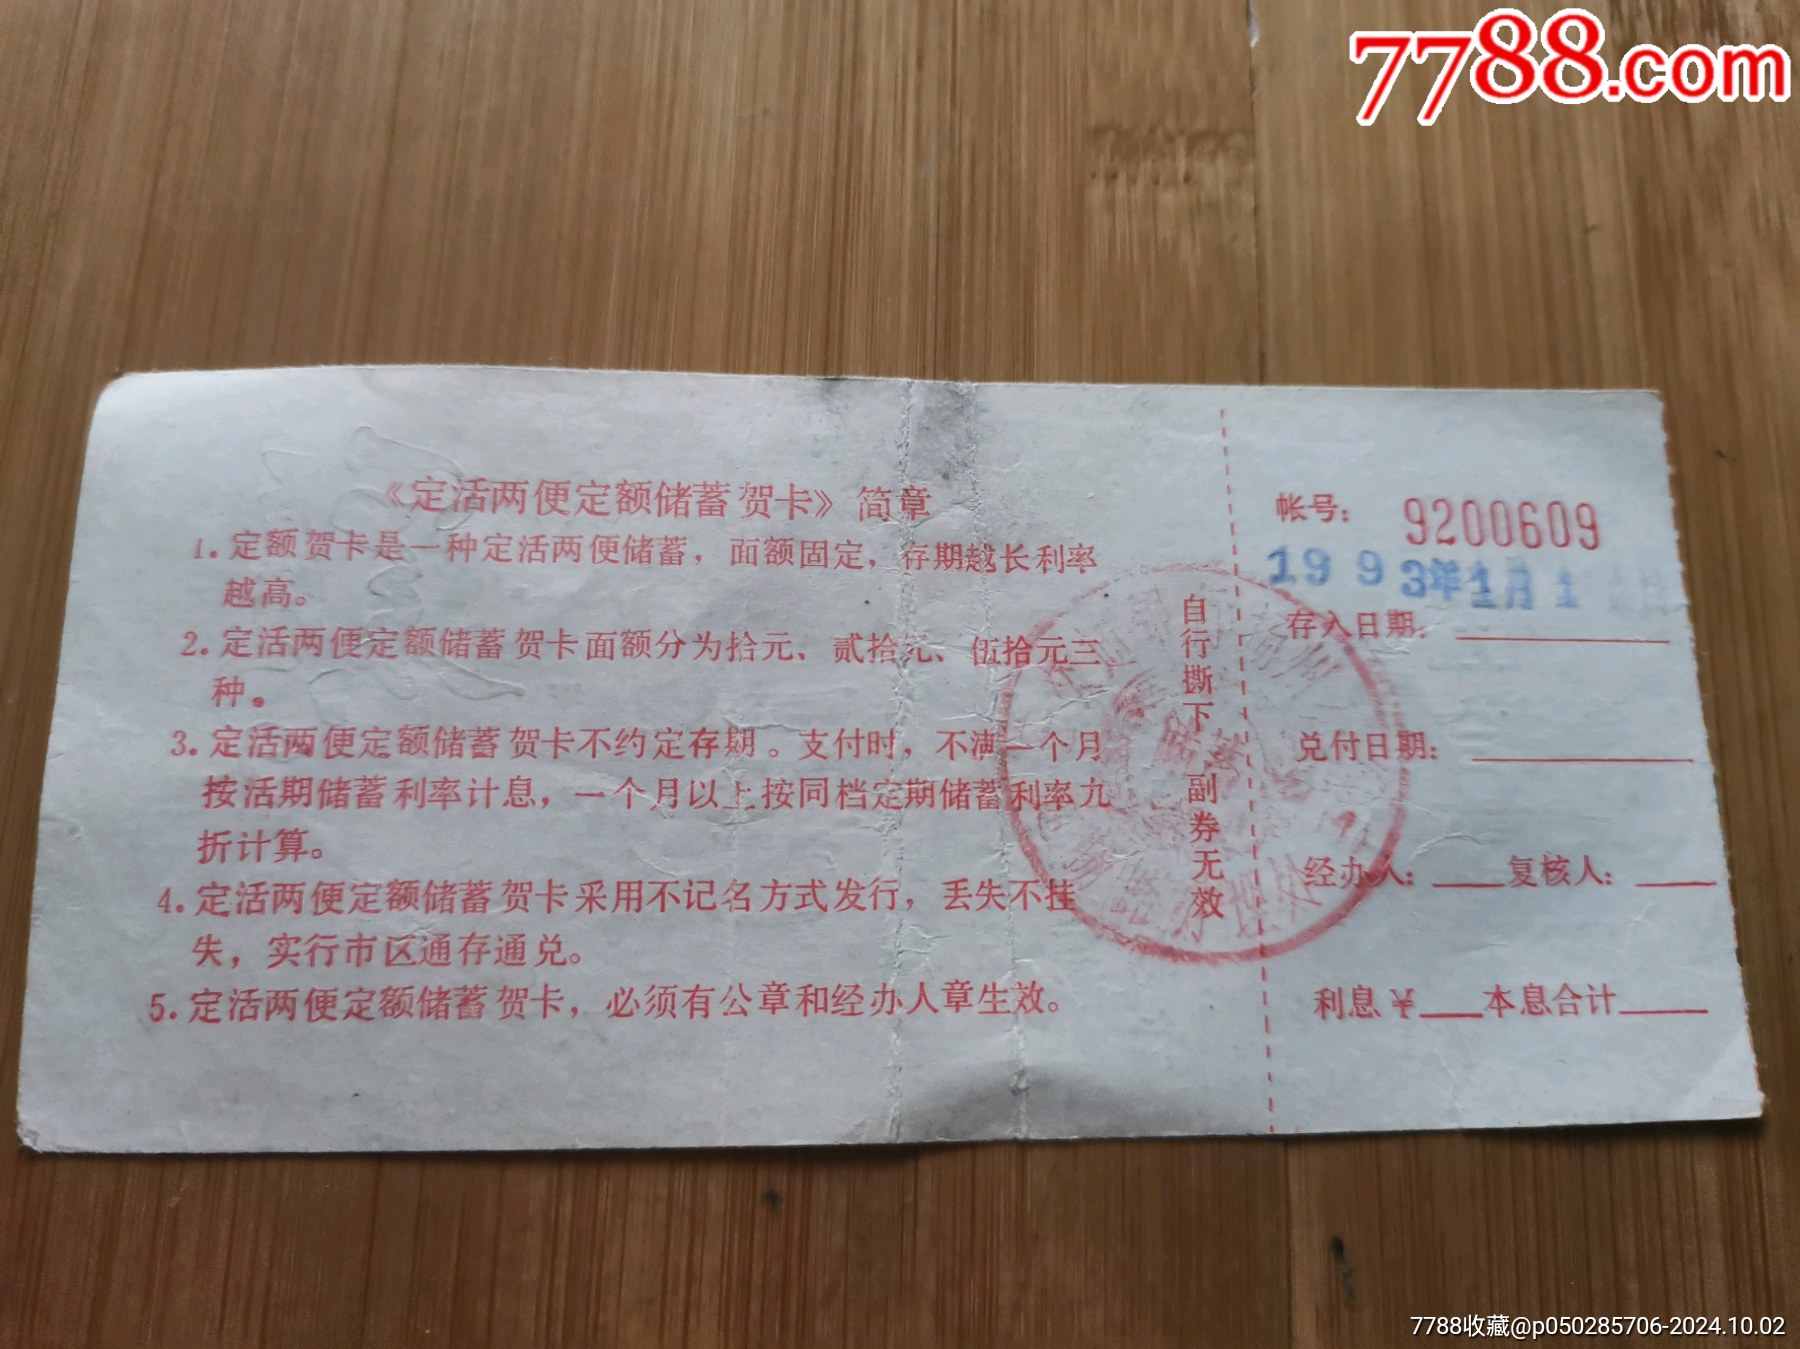 7788.com
《定活两便定额储蓄贺卡》简章
1.定额贺卡是一种定活两便储蓄，面额固定，存期越长利率
越高。
2.定活两便定额储蓄贺卡面额分为拾元、贰拾元、伍拾元三
种。
3.定活两便定额储蓄贺卡不约定存期。支付时，不满一个月
按活期储蓄利率计息，一个月以上按同档定期储蓄利率九
折计算。
4.定活两便定额储蓄贺卡采用不记名方式发行，丢失不挂
失，实行市区通存通兑。
5.定活两便定额储蓄贺卡，必须有公章和经办人章生效。
自行撕下 副券无效
帐号：9200609
1993年1月1
存入日期：
兑付日期：
经办人：复核人：
利息￥本息合计
7788收藏@p050285706-2024.10.02